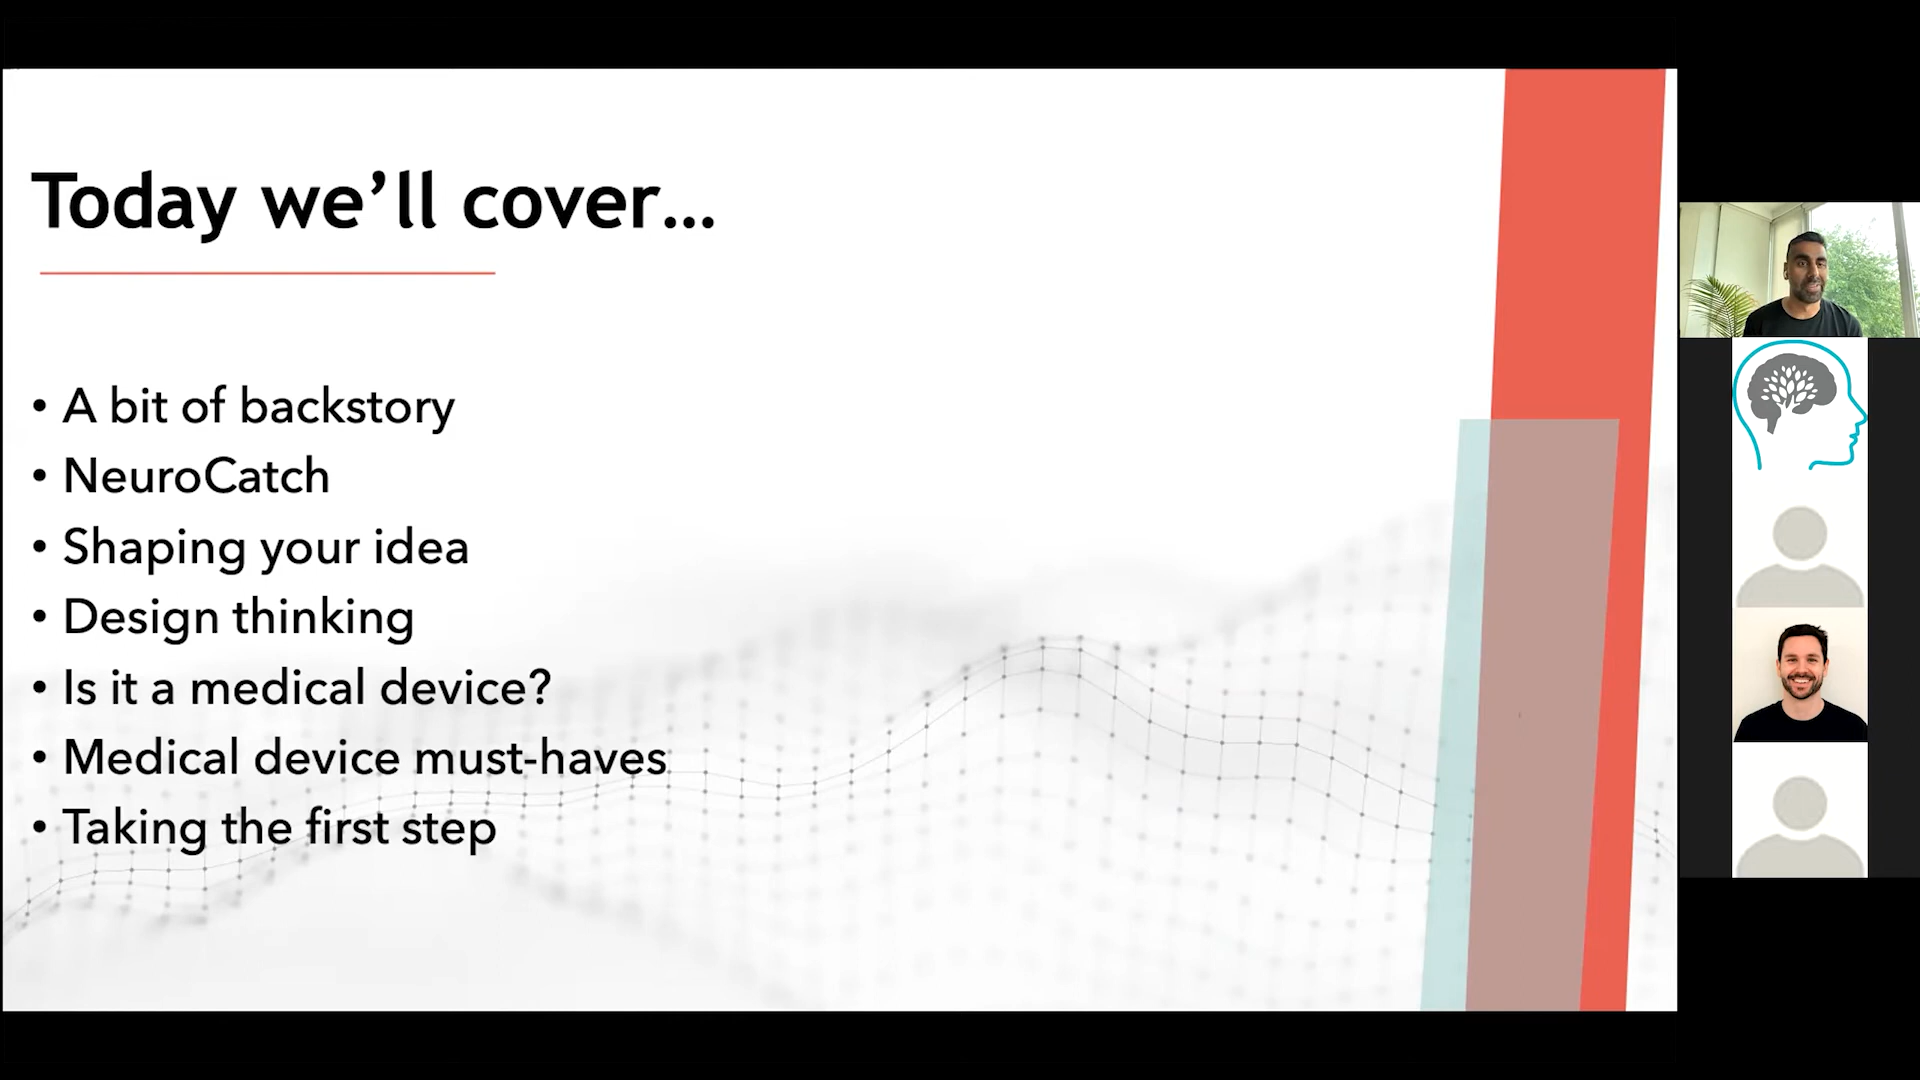 Today we’ll cover...
• A bit of backstory
• NeuroCatch
• Shaping your idea
• Design thinking
• Is it a medical device?
• Medical device must-haves
• Taking the first step